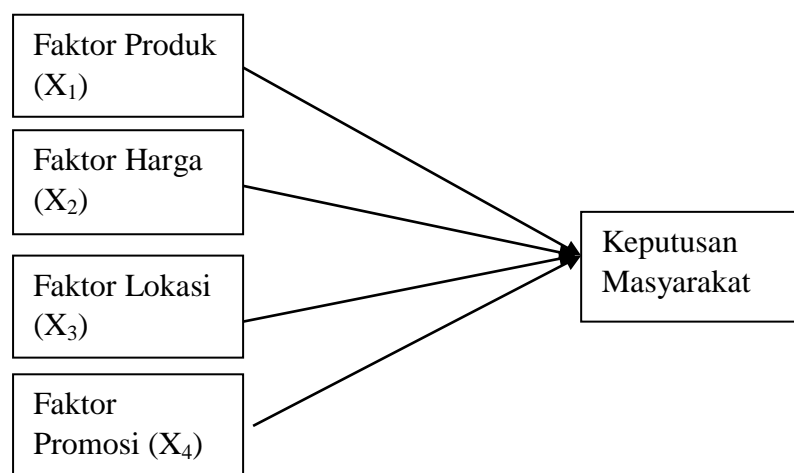 Faktor Produk
(X₁)
Faktor Harga
(X₂)
Faktor Lokasi
(X₃)
Faktor
Promosi (X₄)
Keputusan
Masyarakat